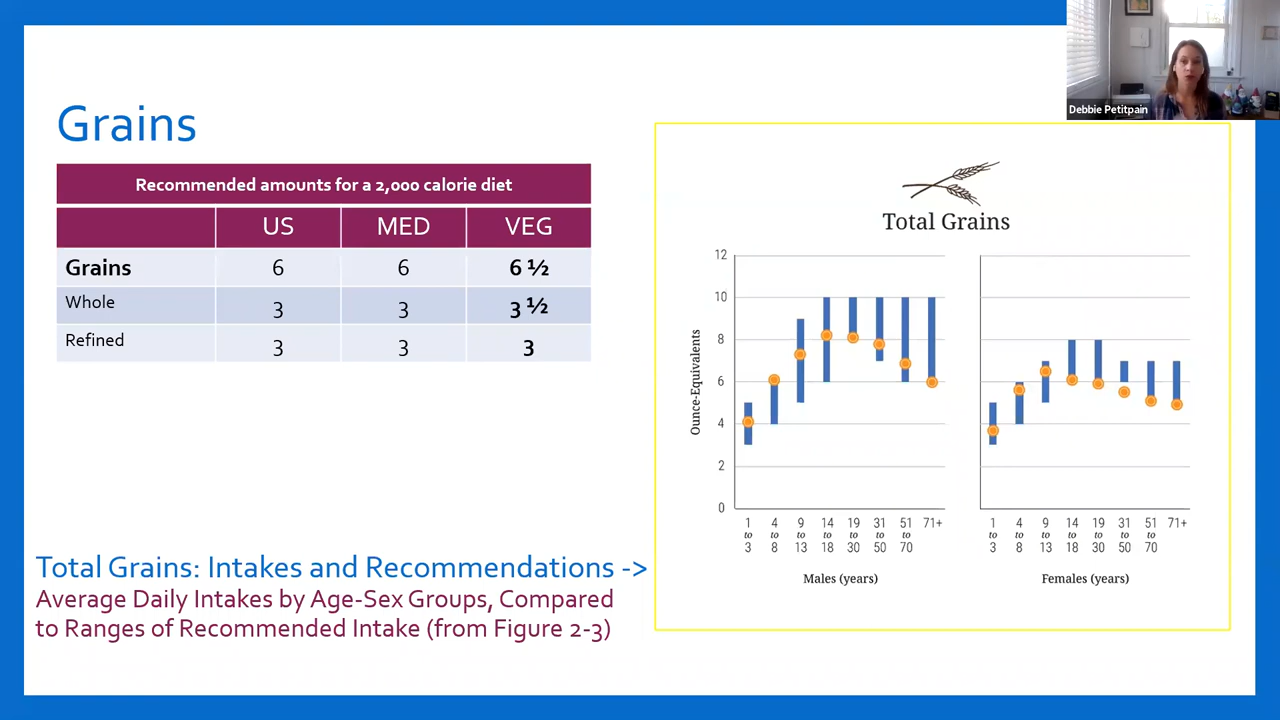 Debbie Petitpain
Grains
Recommended amounts for a 2,000 calorie diet
US MED VEG
Grains 6 6 6 ½
Whole 3 3 3 ½
Refined 3 3 3
Total Grains: Intakes and Recommendations ->
Average Daily Intakes by Age-Sex Groups, Compared
to Ranges of Recommended Intake (from Figure 2-3)
Total Grains
Ounce-Equivalents
12
10
8
6
4
2
0
1 to 3 4 to 8 9 to 13 14 to 18 19 to 30 31 to 50 51 to 70 71+
Males (years)
1 to 3 4 to 8 9 to 13 14 to 18 19 to 30 31 to 50 51 to 70 71+
Females (years)